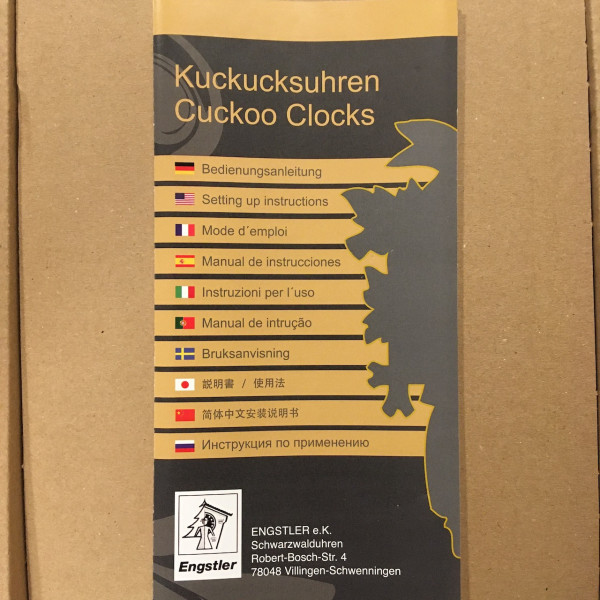 Kuckucksuhren
Cuckoo Clocks
Bedienungsanleitung
Setting up instructions
Mode d´emploi
Manual de instrucciones
Instruzioni per l´uso
Manual de intrução
Bruksanvisning
説明書 / 使用法
简体中文安装说明书
Инструкция по применению
Engstler
ENGSTLER e.K.
Schwarzwalduhren
Robert-Bosch-Str. 4
78048 Villingen-Schwenningen